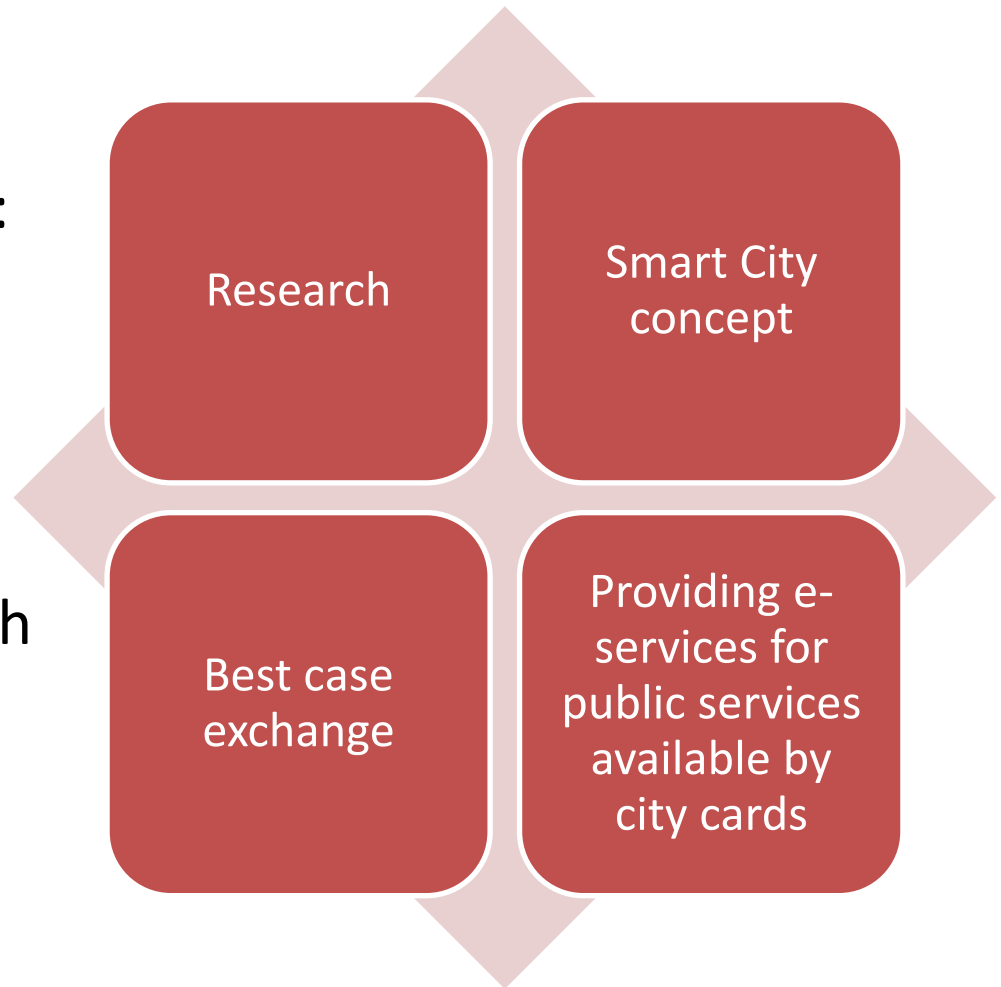 :
Research
Smart City
concept
h
Best case
exchange
Providing e-
services for
public services
available by
city cards